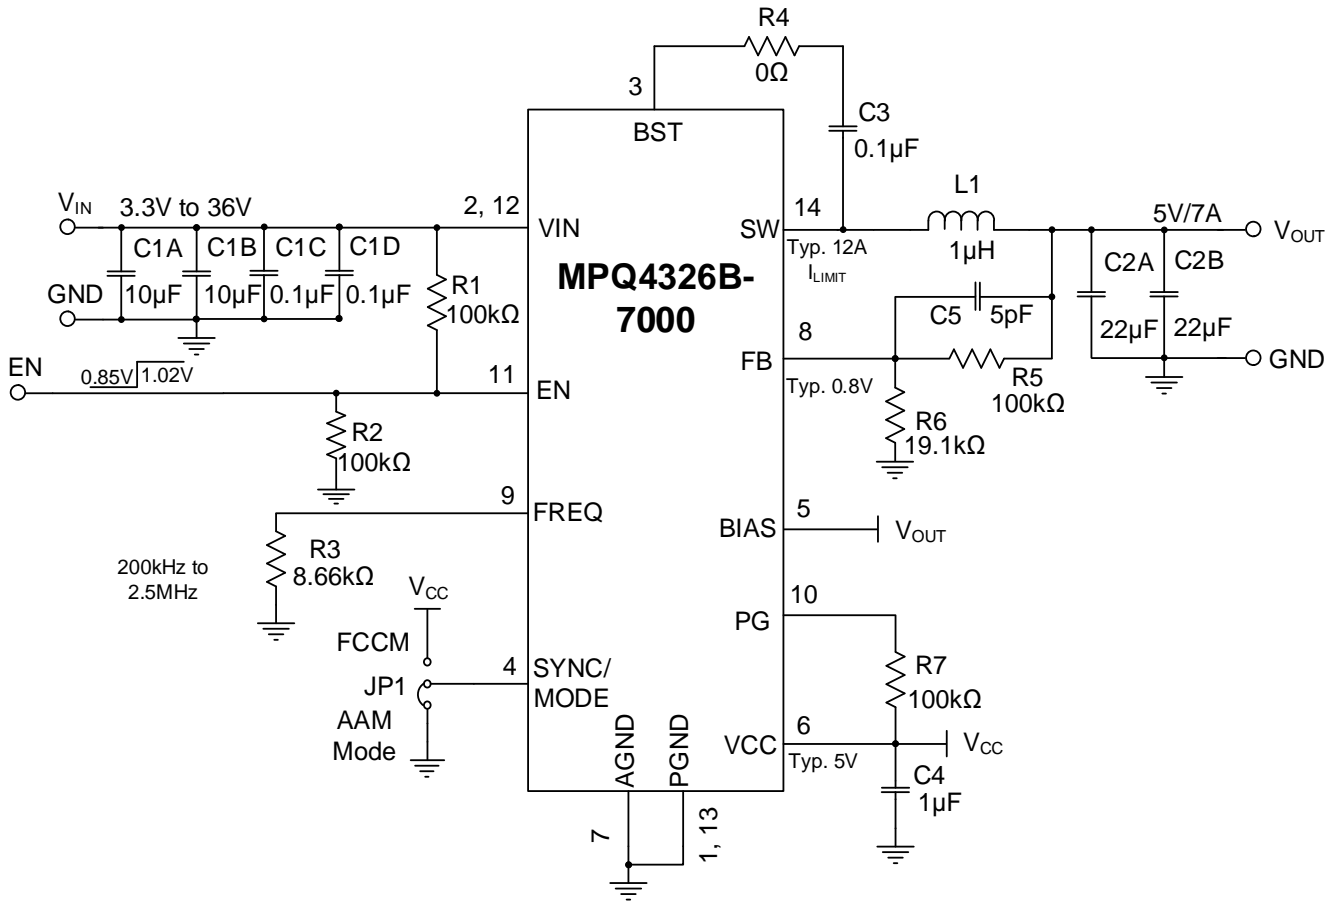 R4
0Ω
3
BST
C3
0.1µF
VIN
3.3V to 36V
2, 12
VIN
C1A
C1B
C1C
C1D
10µF
10µF
0.1µF
0.1µF
GND
R1
100kΩ
EN
0.85V
1.02V
11
EN
R2
100kΩ
9
FREQ
R3
8.66kΩ
200kHz to
2.5MHz
VCC
FCCM
JP1
AAM
Mode
4
SYNC/
MODE
MPQ4326B-
7000
14
SW
Typ. 12A
ILIMIT
L1
1µH
5V/7A
VOUT
C2A
C2B
22µF
22µF
GND
C5
5pF
8
FB
Typ. 0.8V
R5
100kΩ
R6
19.1kΩ
5
BIAS
VOUT
10
PG
R7
100kΩ
6
VCC
Typ. 5V
VCC
C4
1µF
AGND
PGND
7
1, 13